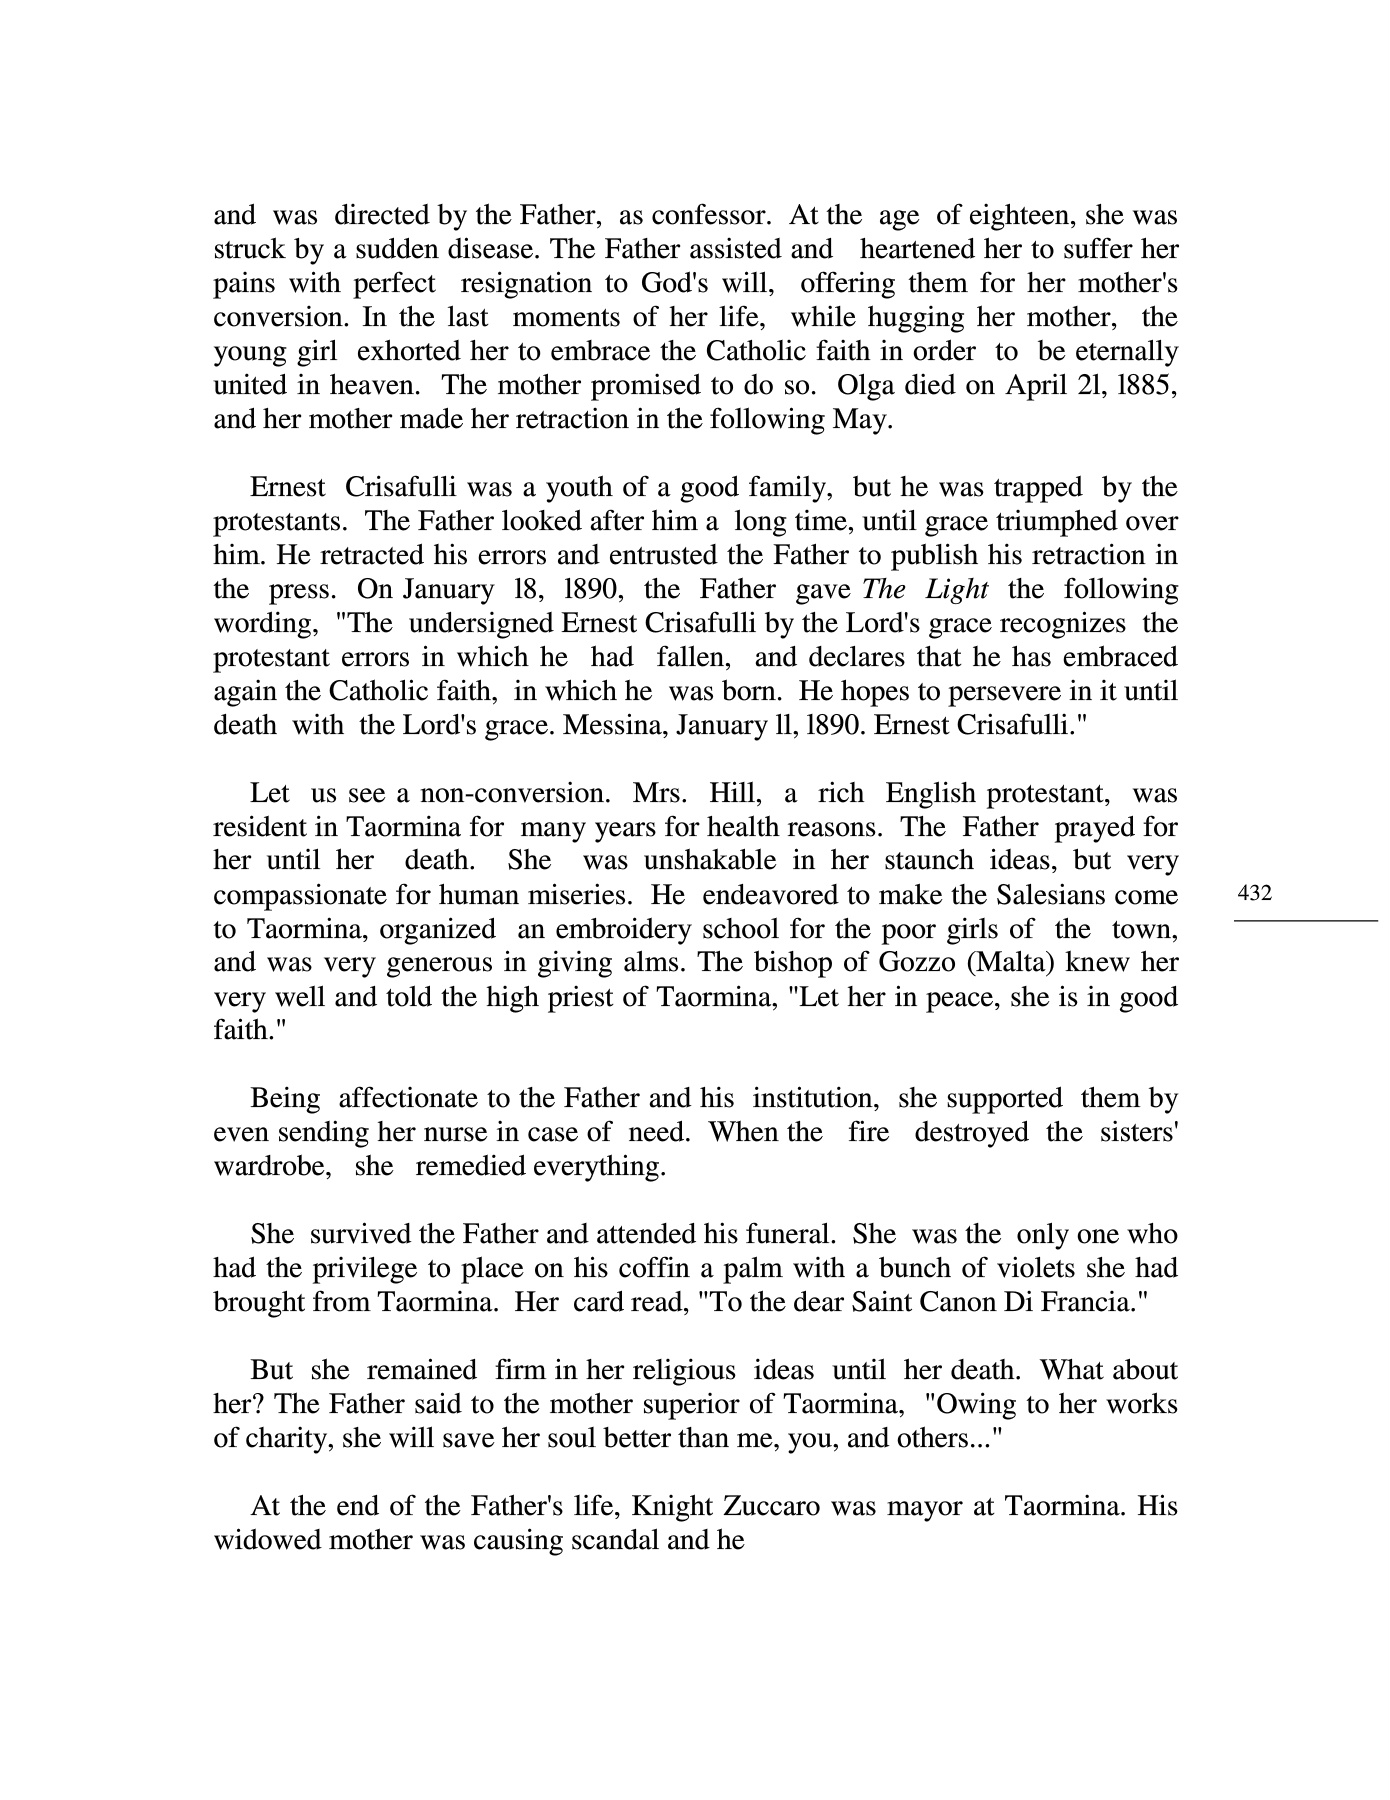 and was directed by the Father, as confessor. At the age of eighteen, she was
struck by a sudden disease. The Father assisted and heartened her to suffer her
pains with perfect resignation to God's will, offering them for her mother's
conversion. In the last moments of her life, while hugging her mother, the
young girl exhorted her to embrace the Catholic faith in order to be eternally
united in heaven. The mother promised to do so. Olga died on April 2l, l885,
and her mother made her retraction in the following May.
Ernest Crisafulli was a youth of a good family, but he was trapped by the
protestants. The Father looked after him a long time, until grace triumphed over
him. He retracted his errors and entrusted the Father to publish his retraction in
the press. On January l8, l890, the Father gave The Light the following
wording, "The undersigned Ernest Crisafulli by the Lord's grace recognizes the
protestant errors in which he had fallen, and declares that he has embraced
again the Catholic faith, in which he was born. He hopes to persevere in it until
death with the Lord's grace. Messina, January ll, l890. Ernest Crisafulli."
Let us see a non-conversion. Mrs. Hill, a rich English protestant, was
resident in Taormina for many years for health reasons. The Father prayed for
her until her death. She was unshakable in her staunch ideas, but very
compassionate for human miseries. He endeavored to make the Salesians come
to Taormina, organized an embroidery school for the poor girls of the town,
and was very generous in giving alms. The bishop of Gozzo (Malta) knew her
very well and told the high priest of Taormina, "Let her in peace, she is in good
faith."
Being affectionate to the Father and his institution, she supported them by
even sending her nurse in case of need. When the fire destroyed the sisters'
wardrobe, she remedied everything.
She survived the Father and attended his funeral. She was the only one who
had the privilege to place on his coffin a palm with a bunch of violets she had
brought from Taormina. Her card read, "To the dear Saint Canon Di Francia."
But she remained firm in her religious ideas until her death. What about
her? The Father said to the mother superior of Taormina, "Owing to her works
of charity, she will save her soul better than me, you, and others..."
At the end of the Father's life, Knight Zuccaro was mayor at Taormina. His
widowed mother was causing scandal and he
432